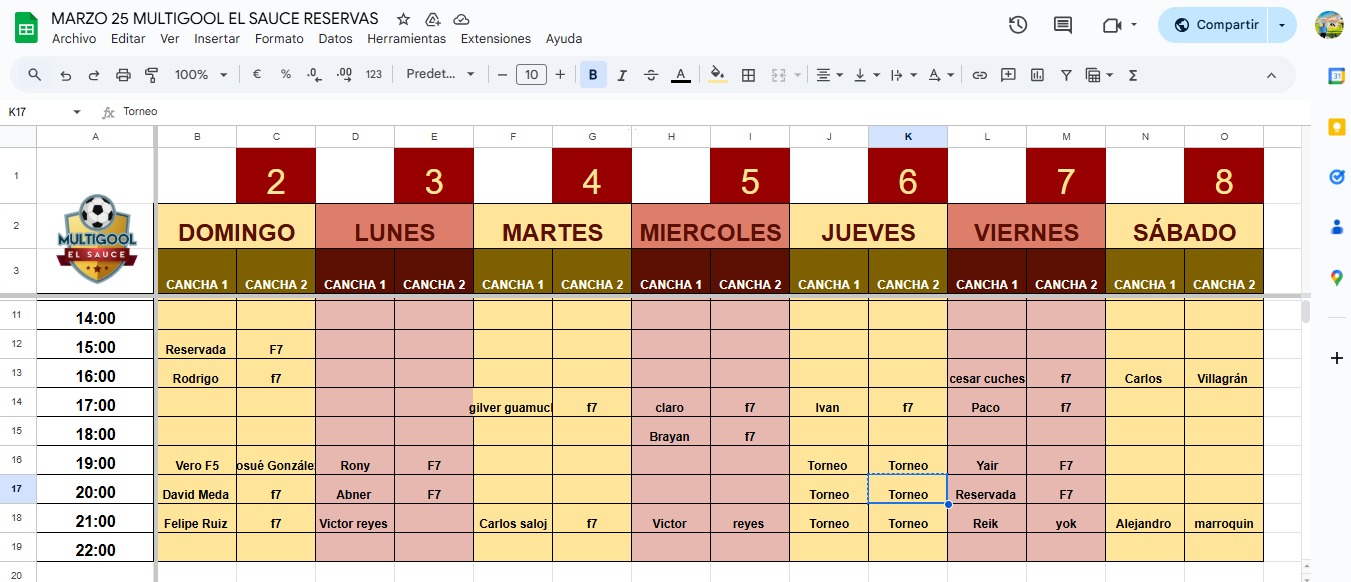 MARZO 25 MULTIGOOL EL SAUCE RESERVAS
Archivo Editar Ver Insertar Formato Datos Herramientas Extensiones Ayuda
Compartir
100% € % .0 .00 123 Predet... − 10 + B I S A Σ
K17 fx Torneo
31
A B C D E F G H I J K L M N O
1 2 3 4 5 6 7 8
MULTIGOOL
EL SAUCE
2 DOMINGO LUNES MARTES MIERCOLES JUEVES VIERNES SÁBADO
3 CANCHA 1 CANCHA 2 CANCHA 1 CANCHA 2 CANCHA 1 CANCHA 2 CANCHA 1 CANCHA 2 CANCHA 1 CANCHA 2 CANCHA 1 CANCHA 2 CANCHA 1 CANCHA 2
11 14:00
12 15:00 Reservada F7
13 16:00 Rodrigo f7 cesar cuches f7 Carlos Villagrán
14 17:00 gilver guamuch f7 claro f7 Ivan f7 Paco f7
15 18:00 Brayan f7
16 19:00 Vero F5 osué Gonzále Rony F7 Torneo Torneo Yair F7
17 20:00 David Meda f7 Abner F7 Torneo Torneo Reservada F7
18 21:00 Felipe Ruiz f7 Victor reyes Carlos saloj f7 Victor reyes Torneo Torneo Reik yok Alejandro marroquin
19 22:00
20